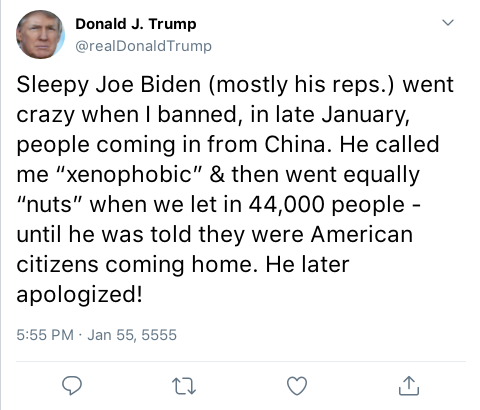 Donald J. Trump
@realDonaldTrump
Sleepy Joe Biden (mostly his reps.) went
crazy when I banned, in late January,
people coming in from China. He called
me “xenophobic” & then went equally
“nuts” when we let in 44,000 people -
until he was told they were American
citizens coming home. He later
apologized!
5:55 PM · Jan 55, 5555